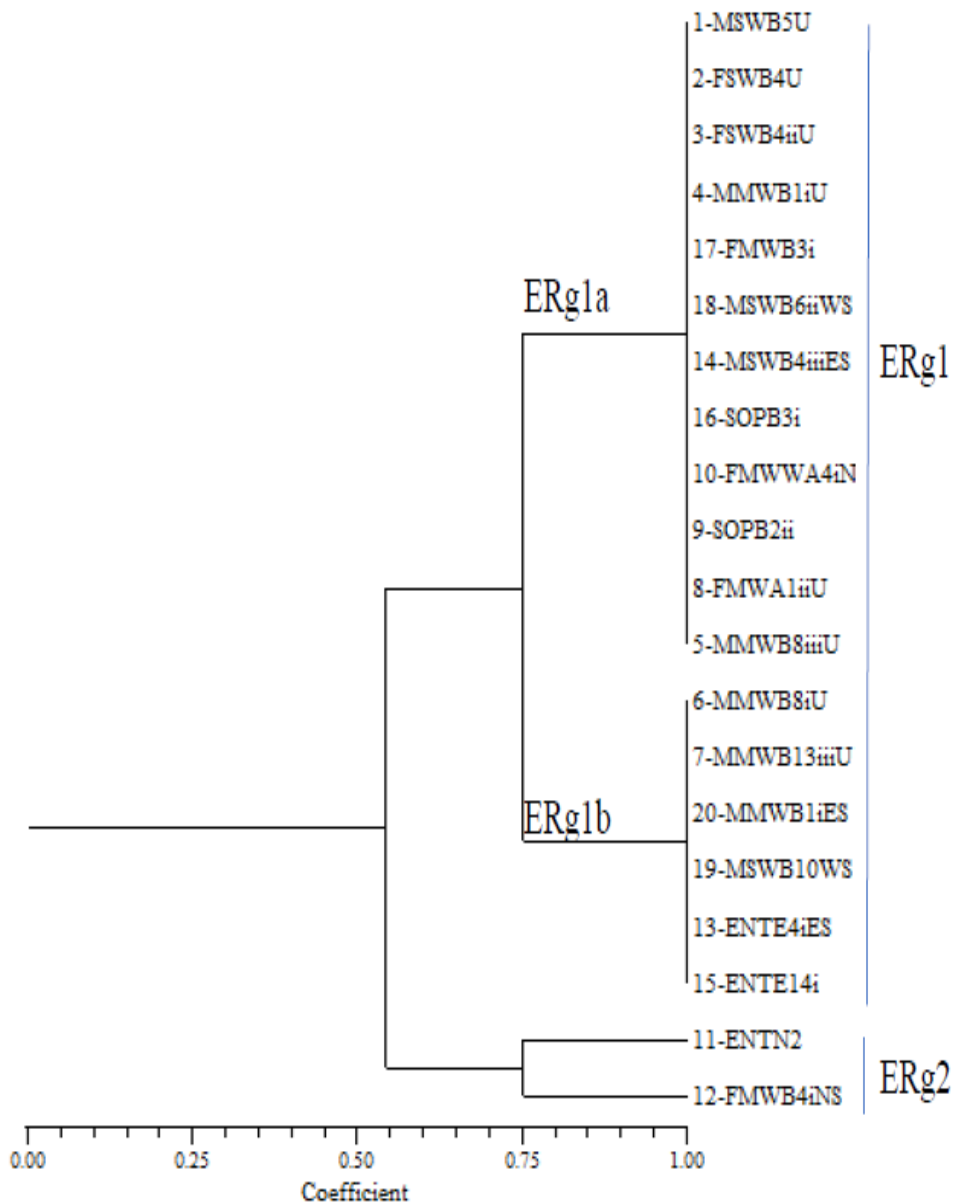 1-MSWB5U
2-FSWB4U
3-FSWB4iiU
4-MMWB1iU
17-FMWB3i
ERg1a
18-MSWB6iiWS
14-MSWB4iiiES
ERg1
16-SOPB3i
10-FMWWA4iN
9-SOPB2ii
8-FMWA1iiU
5-MMWB8iiiU
6-MMWB8iU
7-MMWB13iiiU
20-MMWB1iES
ERg1b
19-MSWB10WS
13-ENTE4iES
15-ENTE14i
11-ENTN2
ERg2
12-FMWB4iNS
0.00 0.25 0.50 0.75 1.00
Coefficient